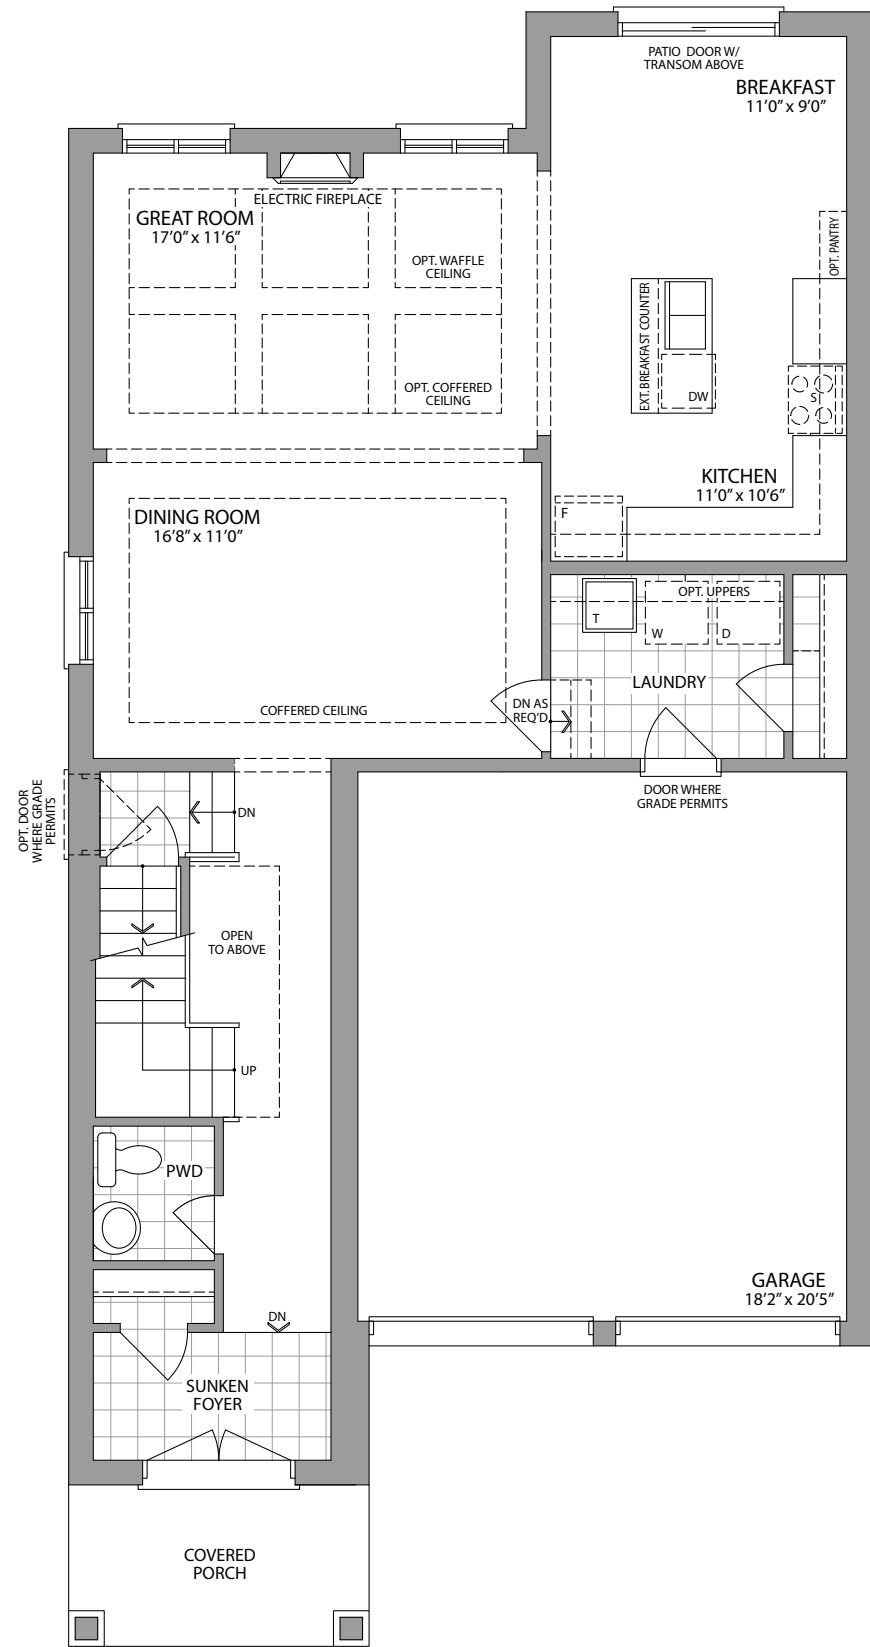 PATIO DOOR W/
TRANSOM ABOVE
BREAKFAST
11'0" x 9'0"
ELECTRIC FIREPLACE
GREAT ROOM
17'0" x 11'6"
OPT. WAFFLE
CEILING
OPT. PANTRY
EXT. BREAKFAST COUNTER
OPT. COFFERED
CEILING
DW
S
KITCHEN
11'0" x 10'6"
F
DINING ROOM
16'8" x 11'0"
OPT. UPPERS
T
W
D
LAUNDRY
DN AS
REQ'D
COFFERED CEILING
OPT. DOOR
WHERE GRADE
PERMITS
DN
DOOR WHERE
GRADE PERMITS
OPEN
TO ABOVE
UP
PWD
GARAGE
18'2" x 20'5"
DN
SUNKEN
FOYER
COVERED
PORCH